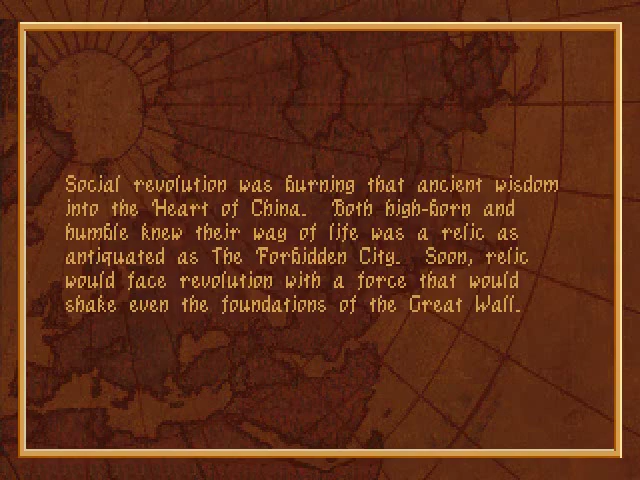 Social revolution was burning that ancient wisdom
into the Heart of China.  Both high-born and
humble knew their way of life was a relic as
antiquated as The Forbidden City.  Soon, relic
would face revolution with a force that would
shake even the foundations of the Great Wall.